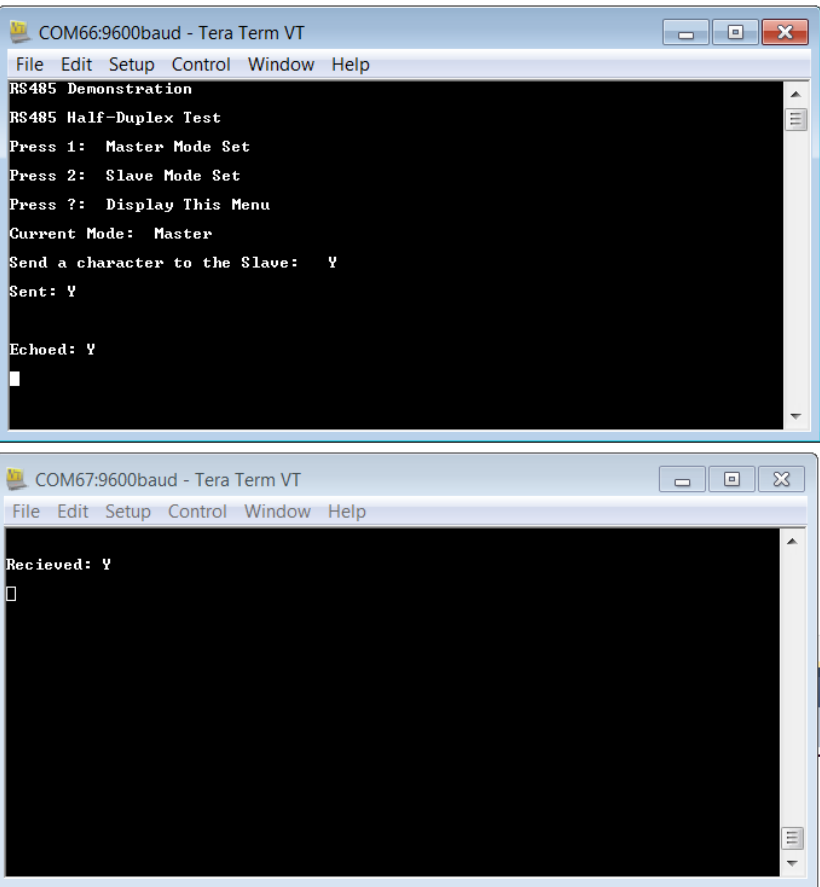 COM66:9600baud - Tera Term VT
File Edit Setup Control Window Help
RS485 Demonstration
RS485 Half-Duplex Test
Press 1:  Master Mode Set
Press 2:  Slave Mode Set
Press ?:  Display This Menu
Current Mode:  Master
Send a character to the Slave:   Y
Sent: Y
Echoed: Y
COM67:9600baud - Tera Term VT
File Edit Setup Control Window Help
Recieved: Y